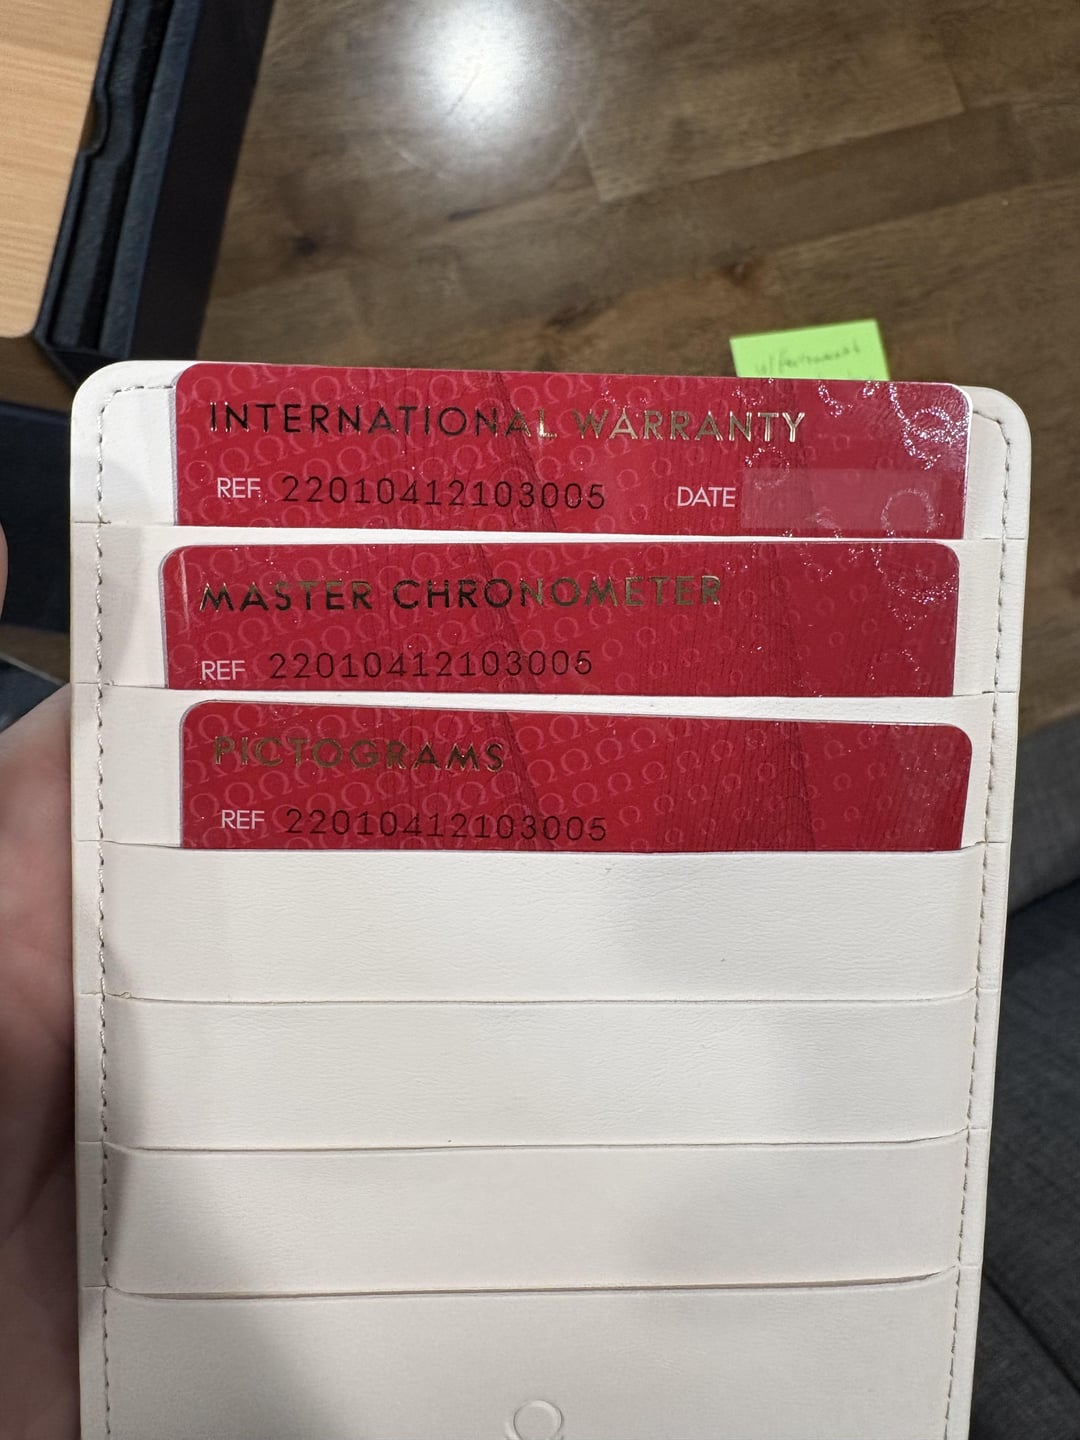 INTERNATIONAL WARRANTY
REF 22010412103005 DATE
MASTER CHRONOMETER
REF 22010412103005
PICTOGRAMS
REF 22010412103005